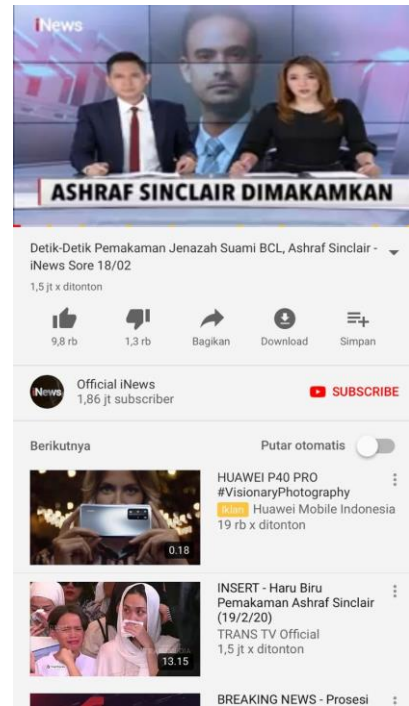 iNews
ASHRAF SINCLAIR DIMAKAMKAN
Detik-Detik Pemakaman Jenazah Suami BCL, Ashraf Sinclair -
iNews Sore 18/02
1,5 jt x ditonton
9,8 rb
1,3 rb
Bagikan
Download
Simpan
iNews
Official iNews
1,86 jt subscriber
SUBSCRIBE
Berikutnya
Putar otomatis
HUAWEI P40 PRO
#VisionaryPhotography
Iklan Huawei Mobile Indonesia
19 rb x ditonton
0.18
INSERT - Haru Biru
Pemakaman Ashraf Sinclair
(19/2/20)
TRANS TV Official
1,5 jt x ditonton
13.15
BREAKING NEWS - Prosesi